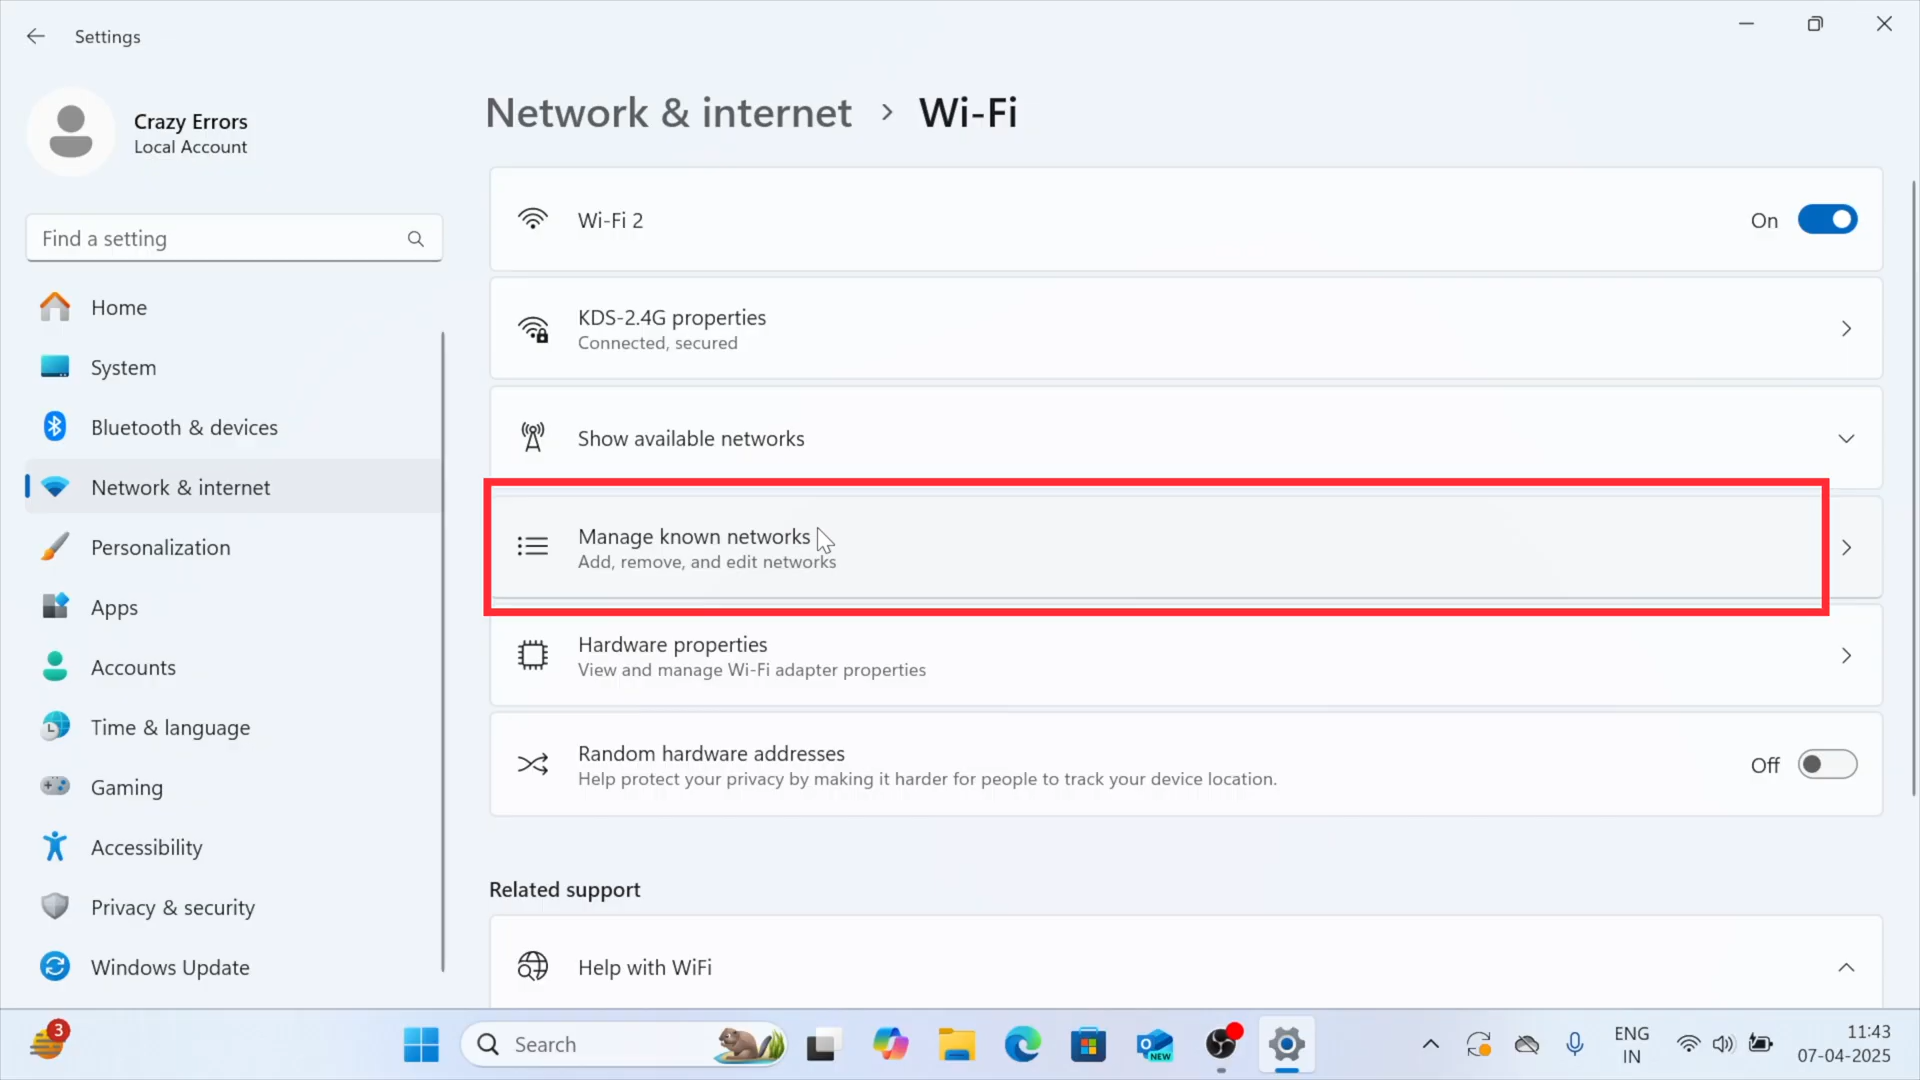 Settings
Crazy Errors
Local Account
Find a setting
Home
System
Bluetooth & devices
Network & internet
Personalization
Apps
Accounts
Time & language
Gaming
Accessibility
Privacy & security
Windows Update
Network & internet › Wi-Fi
Wi-Fi 2
On
KDS-2.4G properties
Connected, secured
Show available networks
Manage known networks
Add, remove, and edit networks
Hardware properties
View and manage Wi-Fi adapter properties
Random hardware addresses
Help protect your privacy by making it harder for people to track your device location.
Off
Related support
Help with WiFi
3
Search
NEW
ENG
IN
11:43
07-04-2025